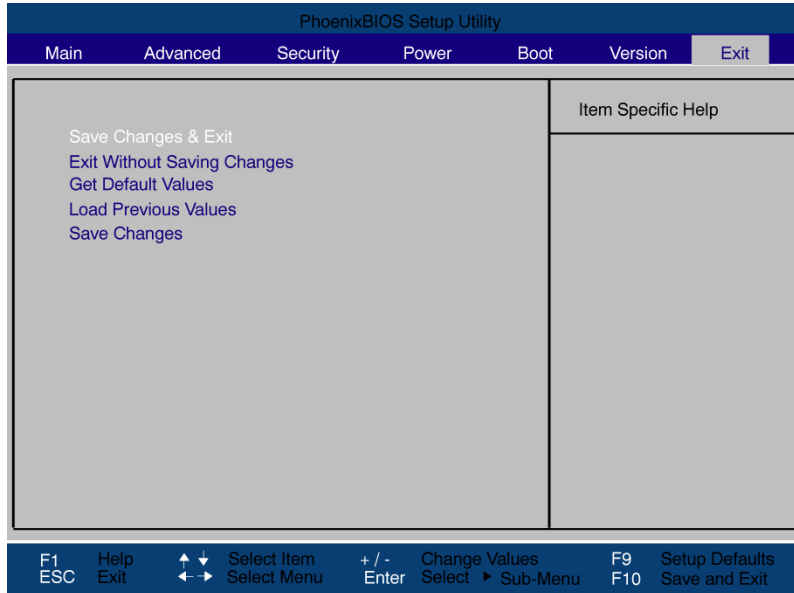 PhoenixBIOS Setup Utility
Main Advanced Security Power Boot Version Exit
Item Specific Help
Save Changes & Exit
Exit Without Saving Changes
Get Default Values
Load Previous Values
Save Changes
F1 Help Select Item + / - Change Values F9 Setup Defaults
ESC Exit Select Menu Enter Select Sub-Menu F10 Save and Exit